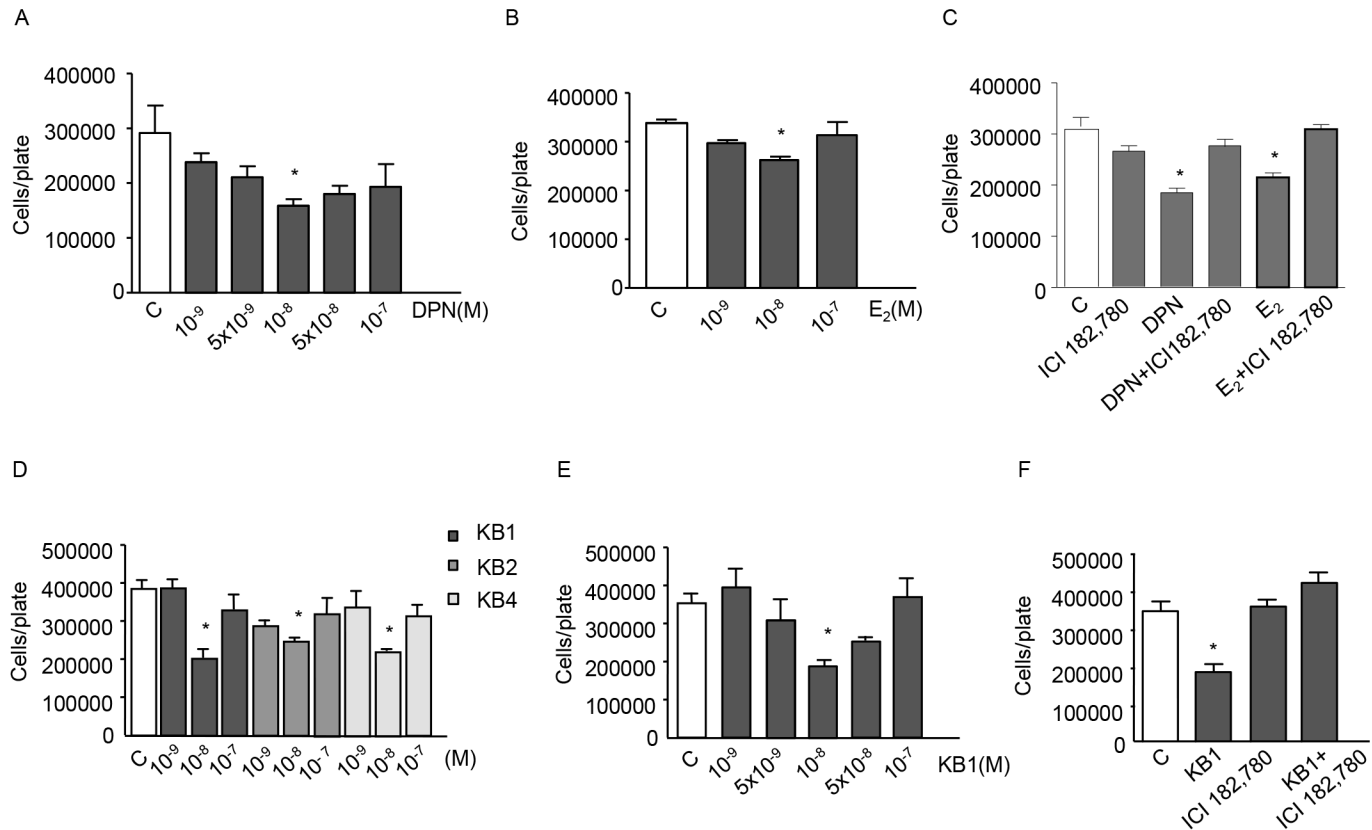 A
400000
300000
200000
100000
0
Cells/plate
*
C
10⁻⁹
5x10⁻⁹
10⁻⁸
5x10⁻⁸
10⁻⁷
DPN(M)
B
400000
300000
200000
100000
0
Cells/plate
*
C
10⁻⁹
10⁻⁸
10⁻⁷
E₂(M)
C
400000
300000
200000
100000
0
Cells/plate
*
*
C
ICI 182,780
DPN
DPN+ICI182,780
E₂
E₂+ICI 182,780
D
500000
400000
300000
200000
100000
0
Cells/plate
*
*
*
KB1
KB2
KB4
C
10⁻⁹
10⁻⁸
10⁻⁷
10⁻⁹
10⁻⁸
10⁻⁷
10⁻⁹
10⁻⁸
10⁻⁷
(M)
E
500000
400000
300000
200000
100000
0
Cells/plate
*
C
10⁻⁹
5x10⁻⁹
10⁻⁸
5x10⁻⁸
10⁻⁷
KB1(M)
F
500000
400000
300000
200000
100000
0
Cells/plate
*
C
KB1
ICI 182,780
KB1+
ICI 182,780